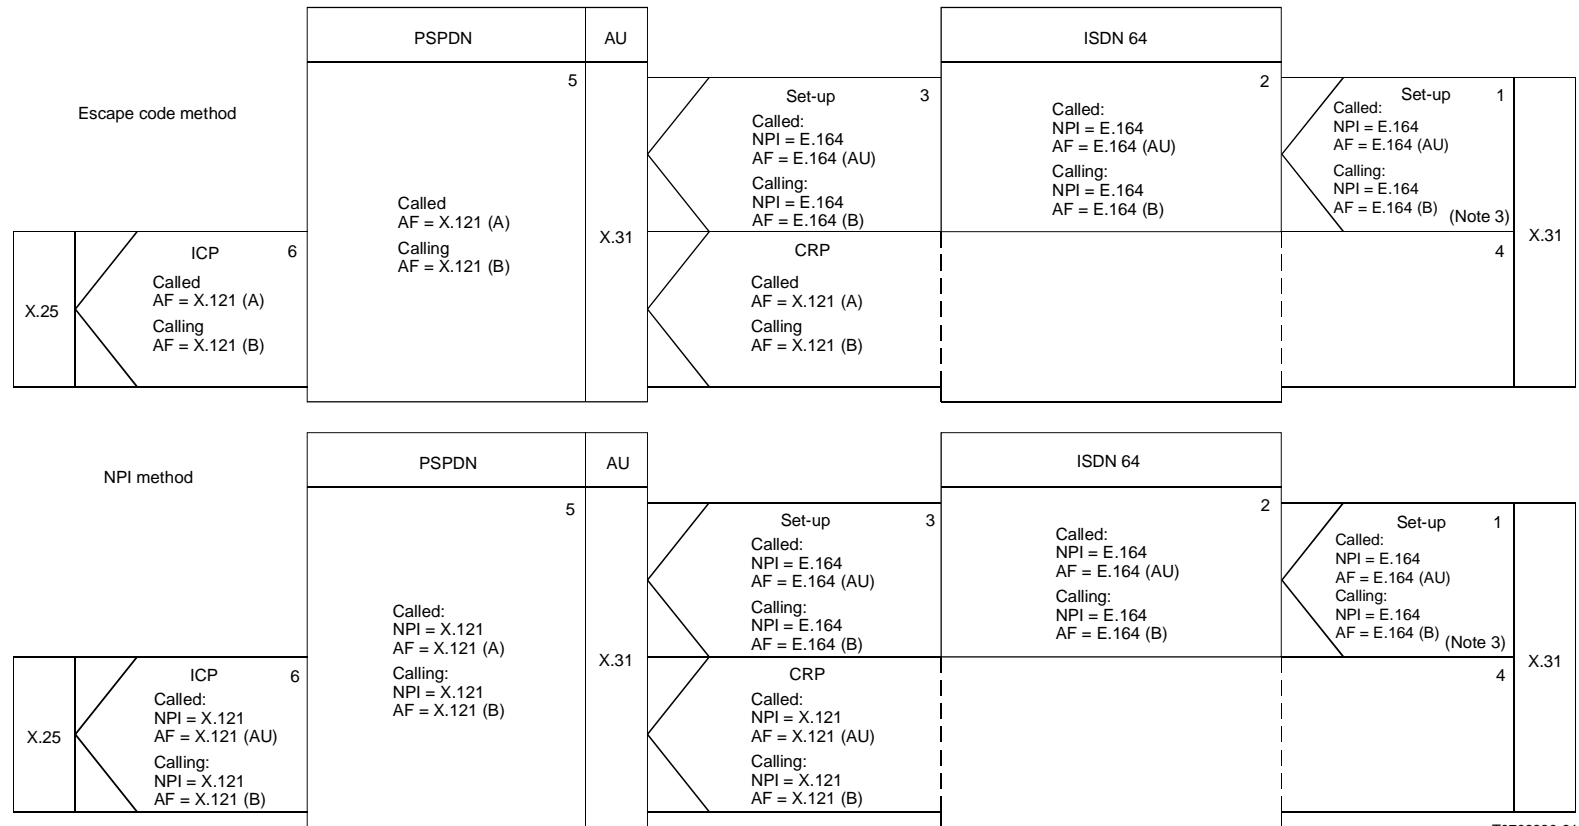 PSPDN
AU
ISDN 64
Escape code method
5
Set-up 3
Called:
NPI = E.164
AF = E.164 (AU)
Calling:
NPI = E.164
AF = E.164 (B)
2
Called:
NPI = E.164
AF = E.164 (AU)
Calling:
NPI = E.164
AF = E.164 (B)
Set-up 1
Called:
NPI = E.164
AF = E.164 (AU)
Calling:
NPI = E.164
AF = E.164 (B) (Note 3)
Called
AF = X.121 (A)
Calling
AF = X.121 (B)
X.31
X.31
X.25
ICP 6
Called
AF = X.121 (A)
Calling
AF = X.121 (B)
CRP
Called
AF = X.121 (A)
Calling
AF = X.121 (B)
4
PSPDN
AU
ISDN 64
NPI method
5
Set-up 3
Called:
NPI = E.164
AF = E.164 (AU)
Calling:
NPI = E.164
AF = E.164 (B)
2
Called:
NPI = E.164
AF = E.164 (AU)
Calling:
NPI = E.164
AF = E.164 (B)
Set-up 1
Called:
NPI = E.164
AF = E.164 (AU)
Calling:
NPI = E.164
AF = E.164 (B) (Note 3)
Called:
NPI = X.121
AF = X.121 (A)
Calling:
NPI = X.121
AF = X.121 (B)
X.31
X.31
X.25
ICP 6
Called:
NPI = X.121
AF = X.121 (AU)
Calling:
NPI = X.121
AF = X.121 (B)
CRP
Called:
NPI = X.121
AF = X.121 (AU)
Calling:
NPI = X.121
AF = X.121 (B)
4